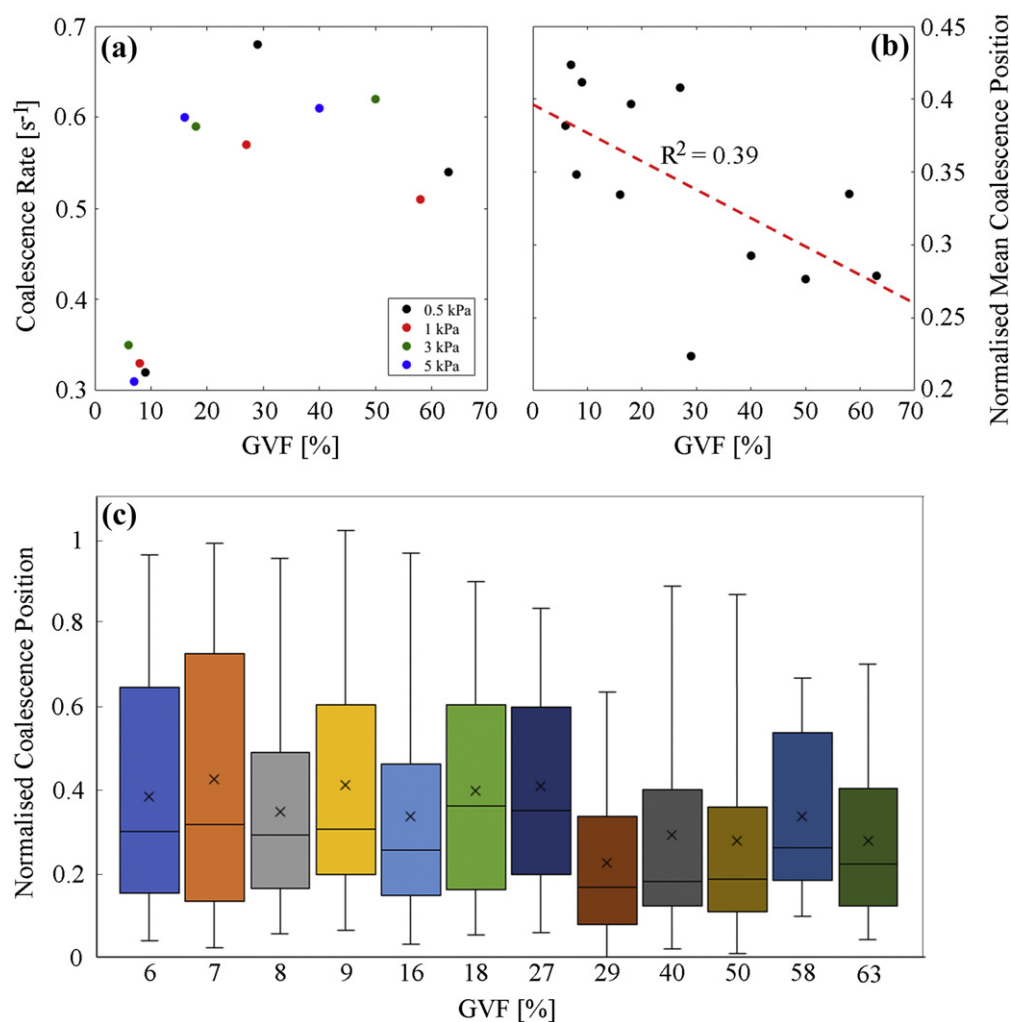 (a)
0.7
0.6
0.5
0.4
0.3
Coalescence Rate [s-1]
0.5 kPa
1 kPa
3 kPa
5 kPa
0 10 20 30 40 50 60 70
GVF [%]
(b)
R2 = 0.39
0.45
0.4
0.35
0.3
0.25
0.2
Normalised Mean Coalescence Position
0 10 20 30 40 50 60 70
GVF [%]
(c)
1
0.8
0.6
0.4
0.2
0
Normalised Coalescence Position
6 7 8 9 16 18 27 29 40 50 58 63
GVF [%]